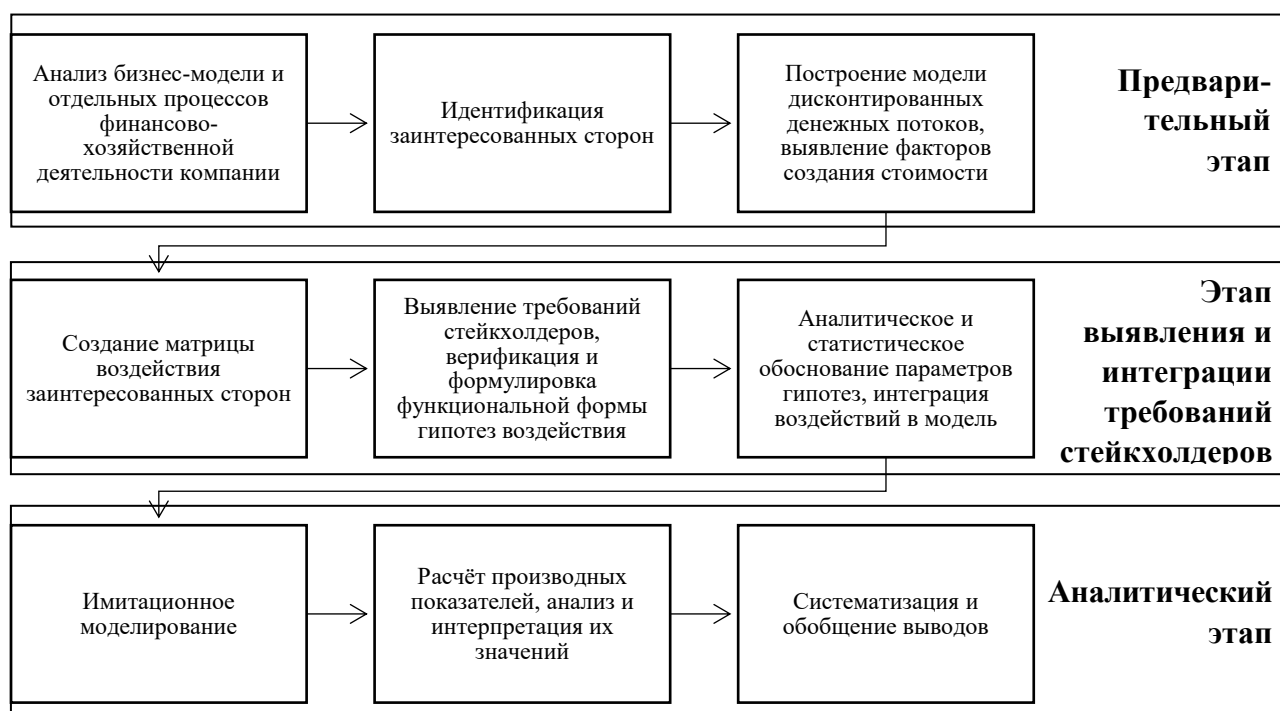 Анализ бизнес-модели и
отдельных процессов
финансово-
хозяйственной
деятельности компании
Идентификация
заинтересованных сторон
Построение модели
дисконтированных
денежных потоков,
выявление факторов
создания стоимости
Предвари-
тельный
этап
Создание матрицы
воздействия
заинтересованных сторон
Выявление требований
стейкхолдеров,
верификация и
формулировка
функциональной формы
гипотез воздействия
Аналитическое и
статистическое
обоснование параметров
гипотез, интеграция
воздействий в модель
Этап
выявления и
интеграции
требований
стейкхолдеров
Имитационное
моделирование
Расчёт производных
показателей, анализ и
интерпретация их
значений
Систематизация и
обобщение выводов
Аналитический
этап